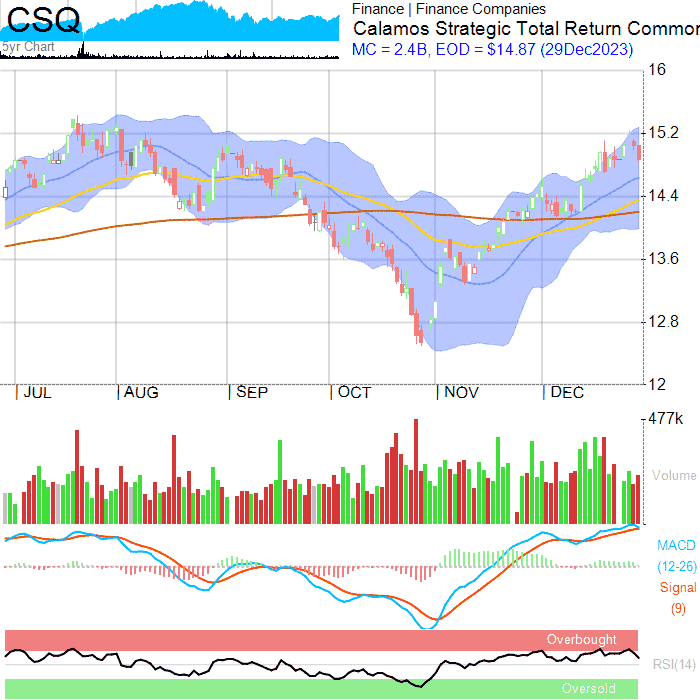 CSQ
5yr Chart
Finance | Finance Companies
Calamos Strategic Total Return Common
MC = 2.4B, EOD = $14.87 (29Dec2023)
16
15.2
14.4
13.6
12.8
12
| JUL | AUG | SEP | OCT | NOV | DEC
477k
Volume
MACD
(12-26)
Signal
(9)
Overbought
RSI(14)
Oversold